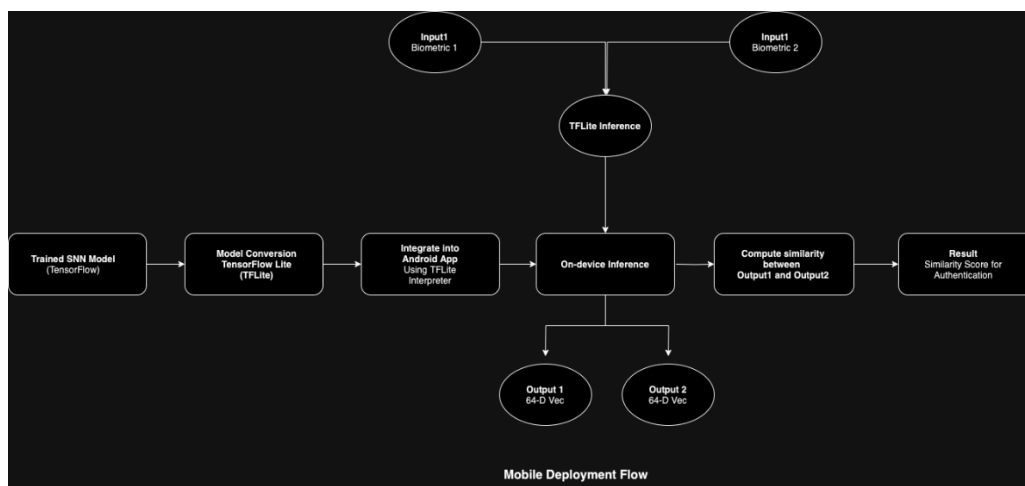 Input1
Biometric 1
Input1
Biometric 2
TFLite Inference
Trained SNN Model
(TensorFlow)
Model Conversion
TensorFlow Lite
(TFLite)
Integrate into
Android App
Using TFLite
Interpreter
On-device Inference
Compute similarity
between
Output1 and Output2
Result
Similarity Score for
Authentication
Output 1
64-D Vec
Output 2
64-D Vec
Mobile Deployment Flow